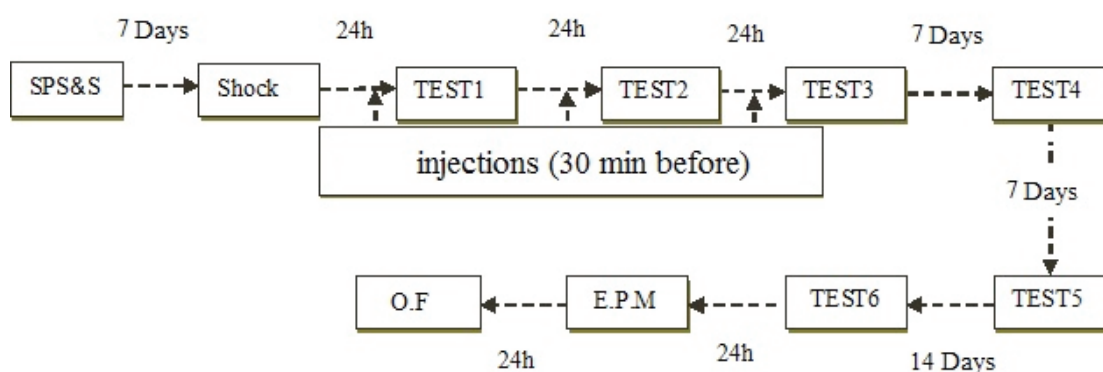 7 Days
24h
24h
24h
7 Days
SPS&S
Shock
TEST1
TEST2
TEST3
TEST4
injections (30 min before)
7 Days
O.F
E.P.M
TEST6
TEST5
24h
24h
14 Days